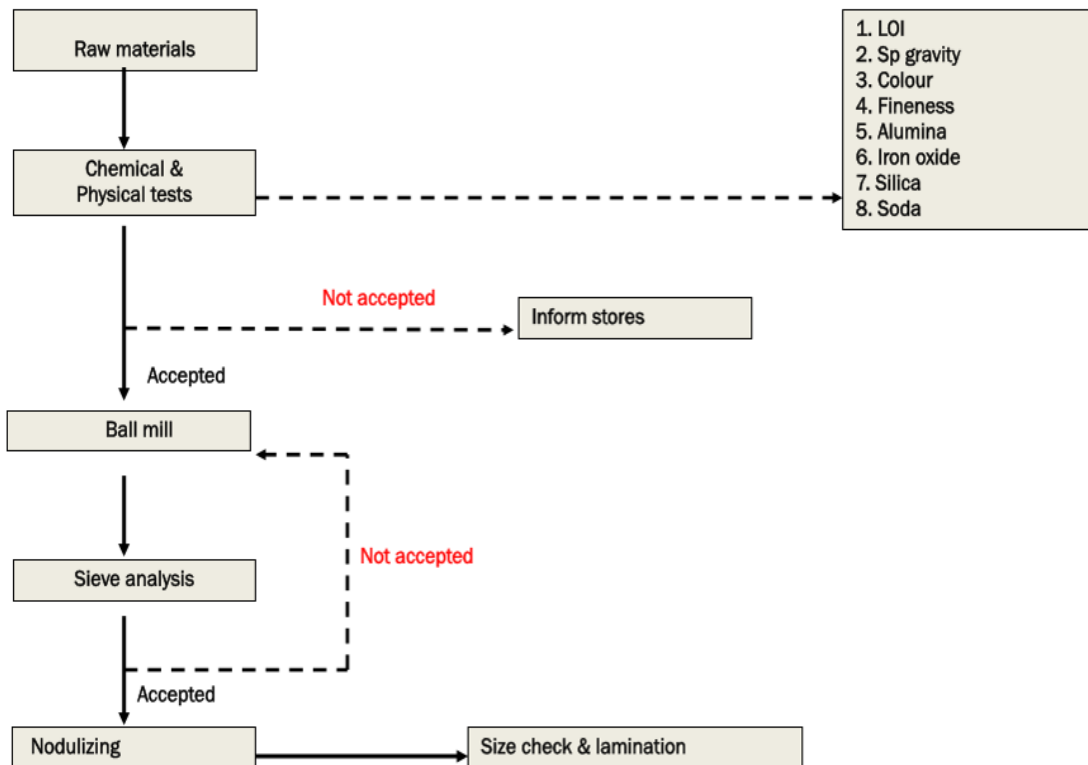 Raw materials
1. LOI
2. Sp gravity
3. Colour
4. Fineness
5. Alumina
6. Iron oxide
7. Silica
8. Soda
Chemical &
Physical tests
Not accepted
Inform stores
Accepted
Ball mill
Not accepted
Sieve analysis
Accepted
Nodulizing
Size check & lamination